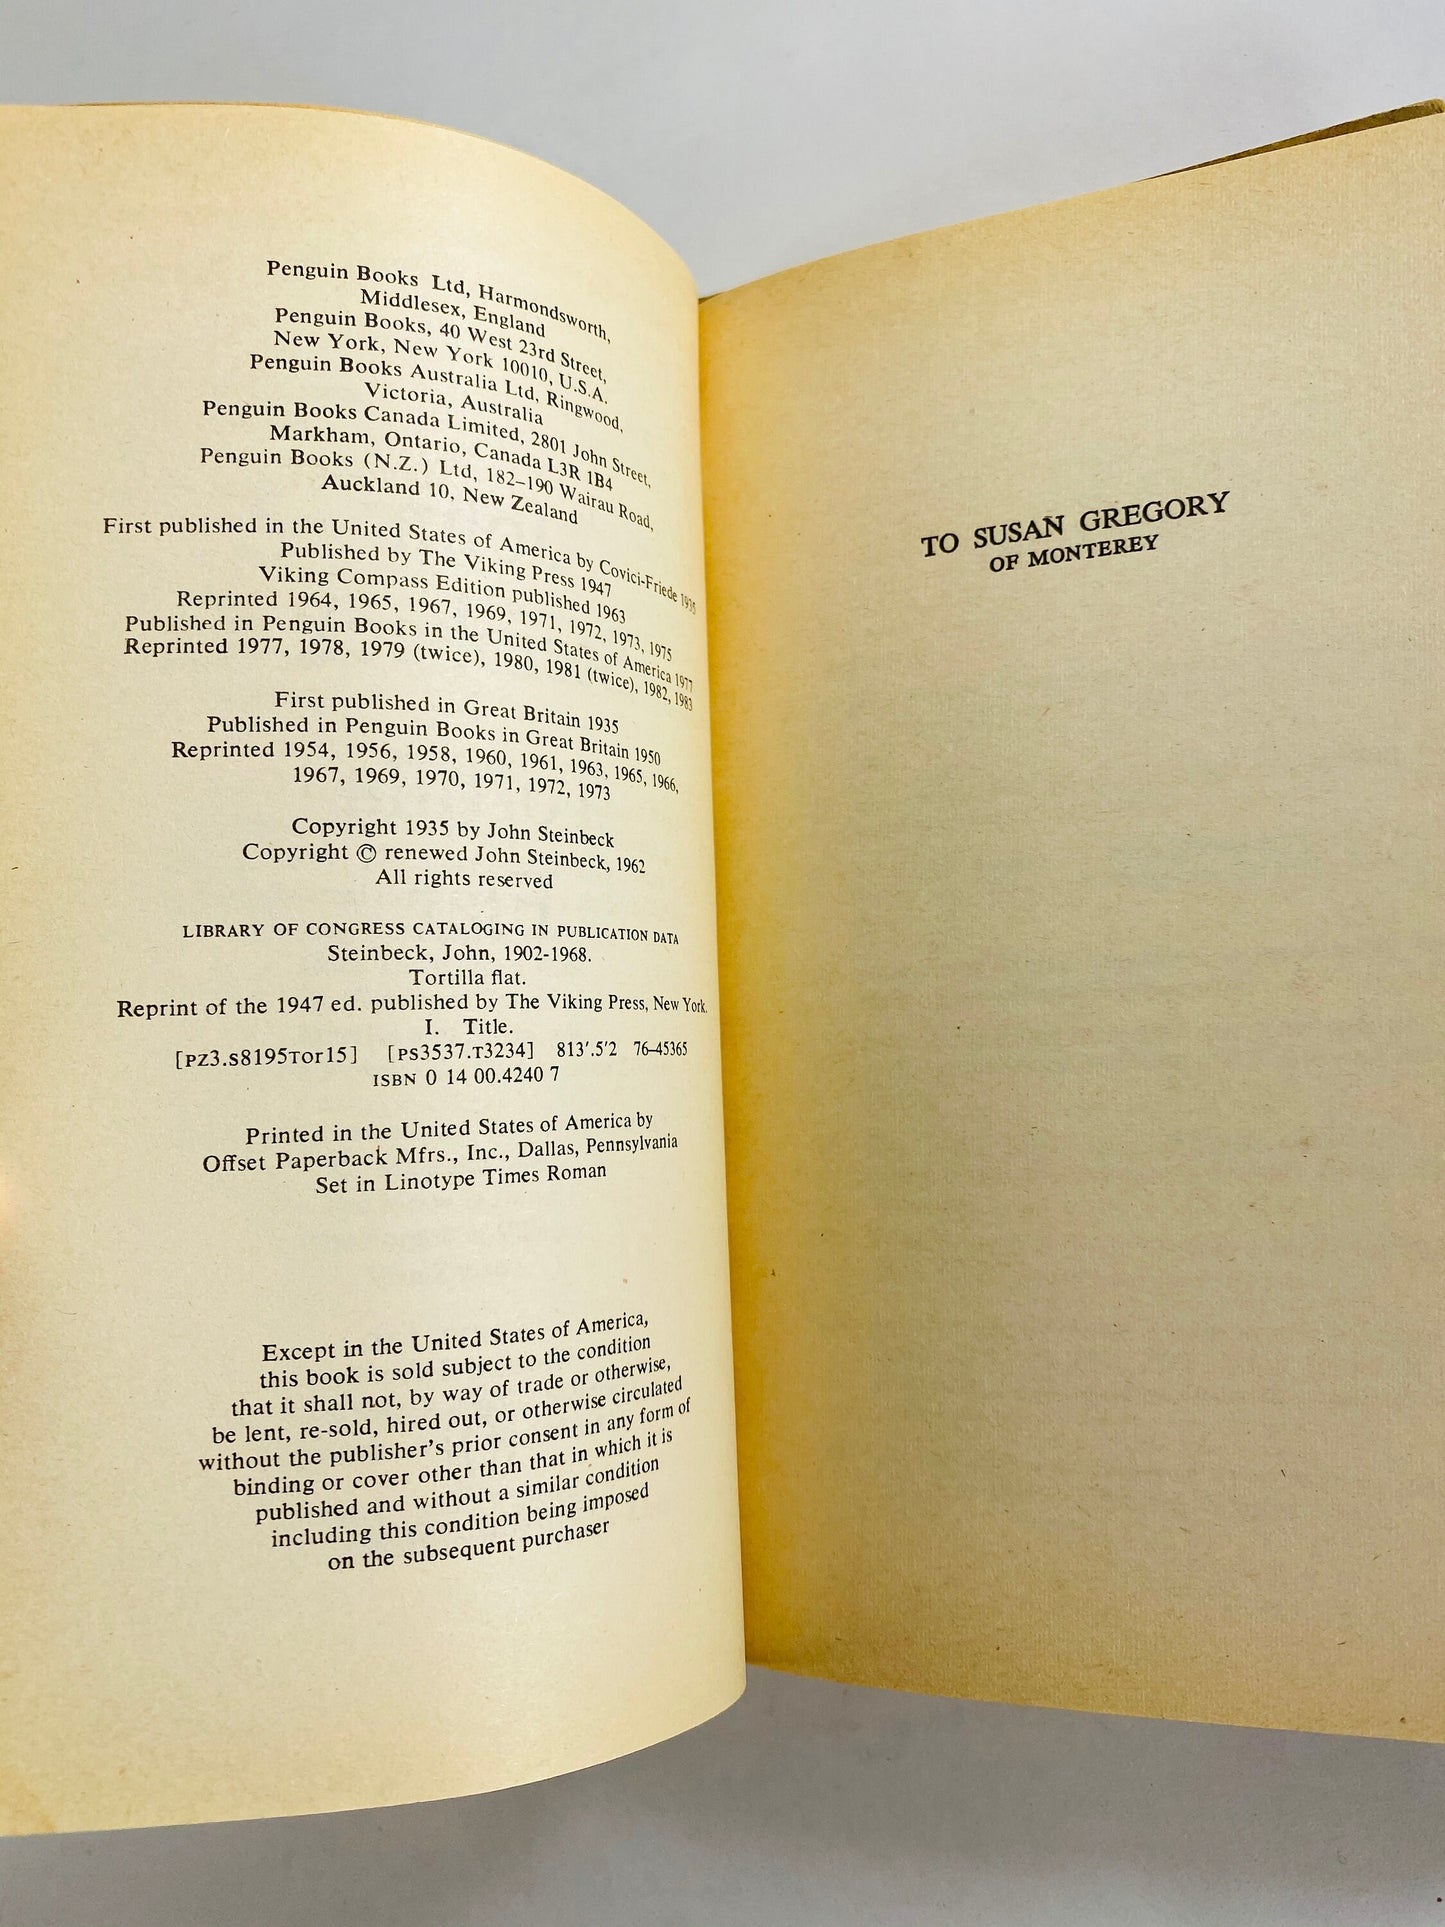 Penguin Books Ltd, Harmondsworth,
Middlesex, England
Penguin Books, 40 West 23rd Street,
New York, New York 10010, U.S.A.
Penguin Books Australia Ltd, Ringwood,
Victoria, Australia
Penguin Books Canada Limited, 2801 John Street,
Markham, Ontario, Canada L3R 1B4
Penguin Books (N.Z.) Ltd, 182–190 Wairau Road,
Auckland 10, New Zealand
First published in the United States of America by Covici-Friede 1935
Published by The Viking Press 1947
Viking Compass Edition published 1963
Reprinted 1964, 1965, 1967, 1969, 1971, 1972, 1973, 1975
Published in Penguin Books in the United States of America 1977
Reprinted 1977, 1978, 1979 (twice), 1980, 1981 (twice), 1982, 1983
First published in Great Britain 1935
Published in Penguin Books in Great Britain 1950
Reprinted 1954, 1956, 1958, 1960, 1961, 1963, 1965, 1966,
1967, 1969, 1970, 1971, 1972, 1973
Copyright 1935 by John Steinbeck
Copyright © renewed John Steinbeck, 1962
All rights reserved
LIBRARY OF CONGRESS CATALOGING IN PUBLICATION DATA
Steinbeck, John, 1902-1968.
Tortilla flat.
Reprint of the 1947 ed. published by The Viking Press, New York.
I. Title.
[PZ3.S8195Tor15] [PS3537.T3234] 813'.5'2 76–45365
ISBN 0 14 00.4240 7
Printed in the United States of America by
Offset Paperback Mfrs., Inc., Dallas, Pennsylvania
Set in Linotype Times Roman
Except in the United States of America,
this book is sold subject to the condition
that it shall not, by way of trade or otherwise,
be lent, re-sold, hired out, or otherwise circulated
without the publisher's prior consent in any form of
binding or cover other than that in which it is
published and without a similar condition
including this condition being imposed
on the subsequent purchaser
TO SUSAN GREGORY
OF MONTEREY